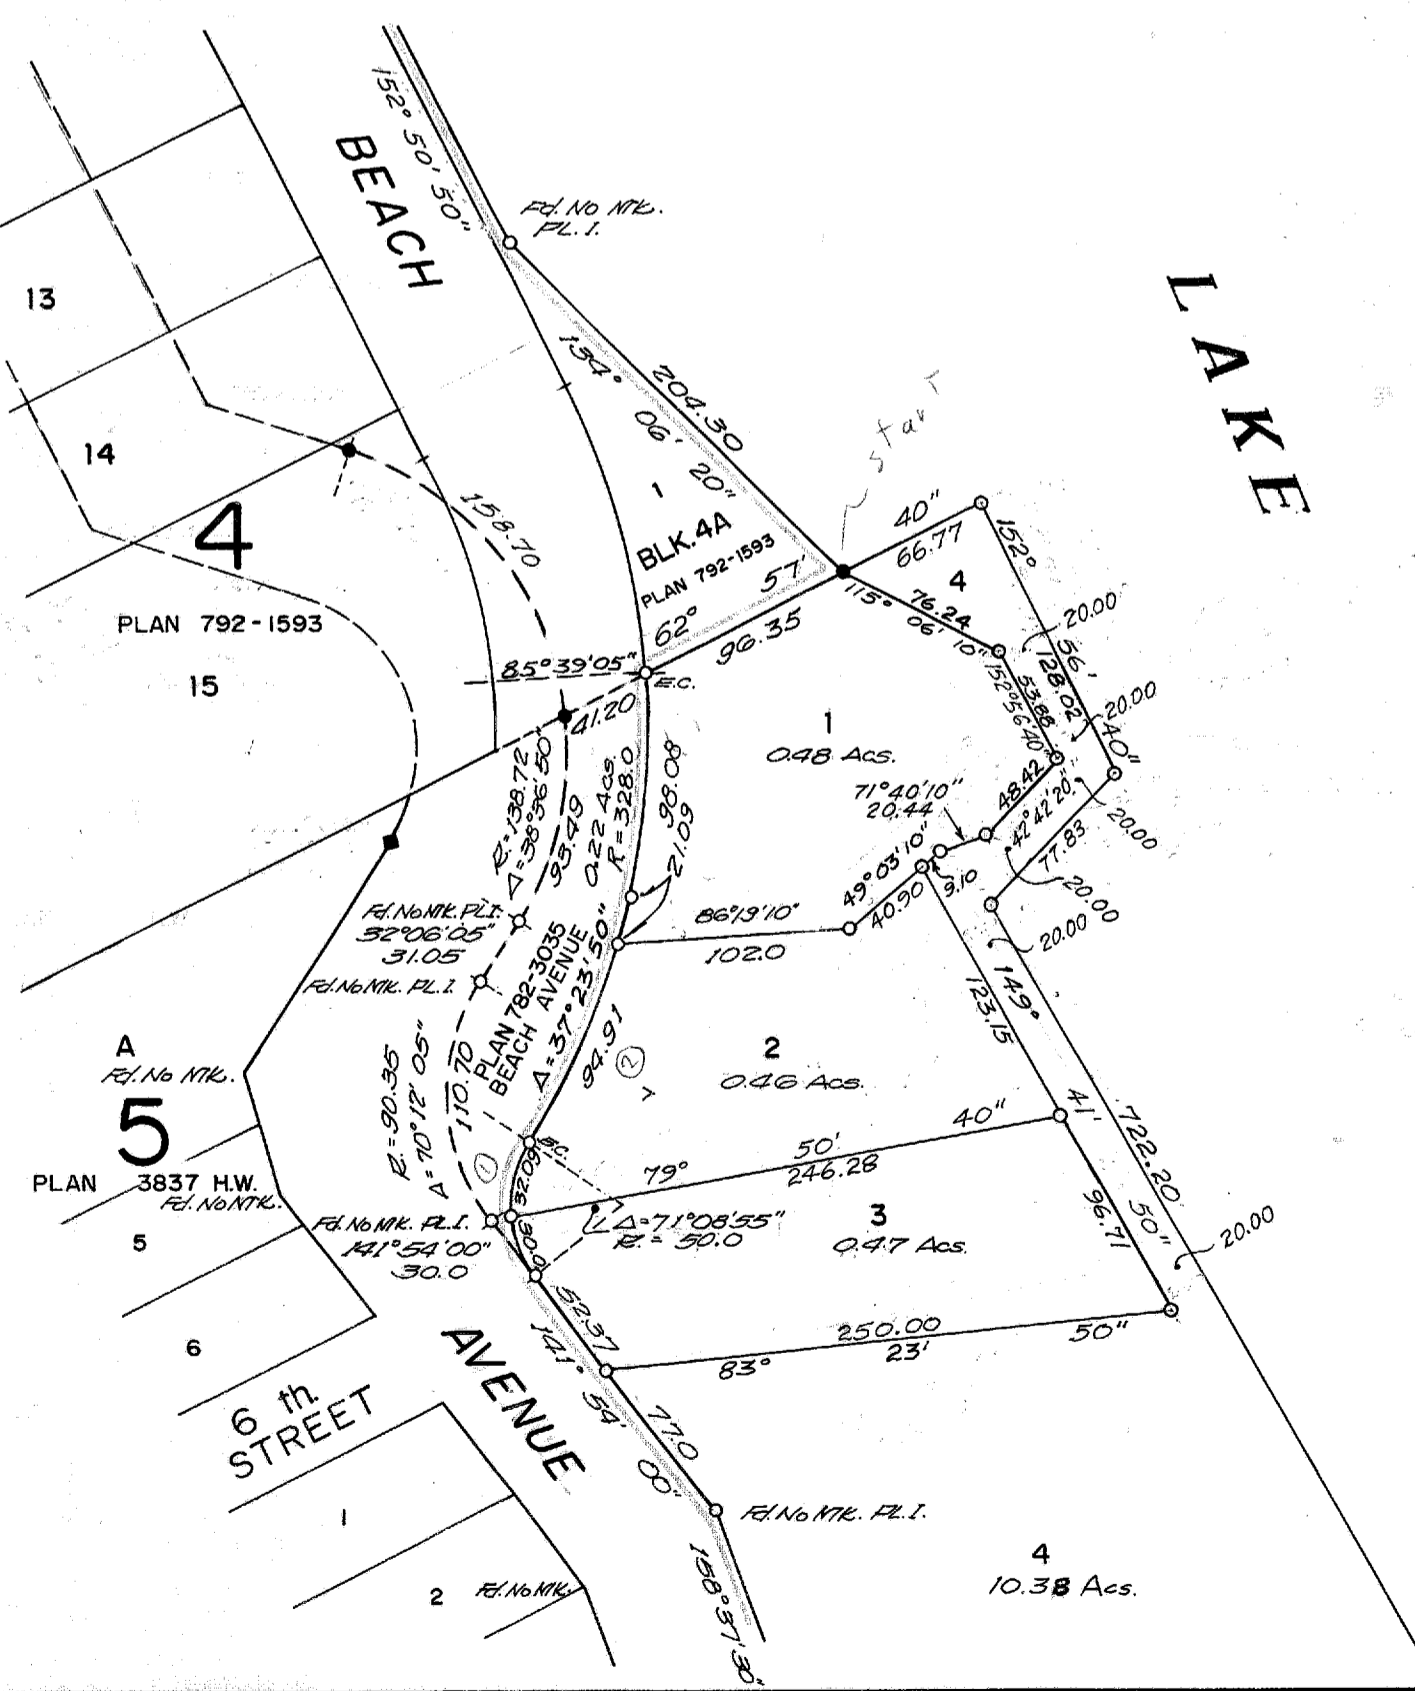 152° 50' 50"
BEACH
Fd. No MK.
PL. I.
LAKE
13
14
4
PLAN 792-1593
15
134° 06' 20"
204.30
start
158.70
1
BLK. 4A
PLAN 792-1593
62° 57' 40"
96.35
66.77
4
115° 06' 10"
76.24
152° 56' 40"
128.02
20.00
20.00
152°56'40"
53.88
85°39'05"
E.C.
41.20
1
0.48 Acs.
71°40'10"
20.44
48.42
42°42'20"
77.83
20.00
20.00
20.00
49°03'10"
40.90
9.10
R.=138.72
Δ=38°36'50"
93.49
0.22 Acs.
R=328.0
98.08
21.09
86°19'10"
102.0
Fd. No MK. PL.I.
32°06'05"
31.05
Fd. No MK. PL.I.
PLAN 782-3035
BEACH AVENUE
Δ=37°23'50"
94.91
2
149° 41' 50"
722.20
123.15
A
Fd. No MK.
5
PLAN 3837 H.W.
Fd. No MK.
R.=90.35
Δ=70°12'05"
110.70
2
0.46 Acs.
1
B.C.
32.09
79° 50' 40"
246.28
5
Fd. No MK. PL.I.
141°54'00"
30.0
30.0
Δ=71°08'55"
R.=50.0
3
0.47 Acs.
96.71
20.00
6
52.37
250.00
83° 23' 50"
141° 54' 00"
AVENUE
6 th.
STREET
77.0
1
Fd. No MK. PL.I.
2
Fd. No MK.
158°37'30"
4
10.38 Acs.